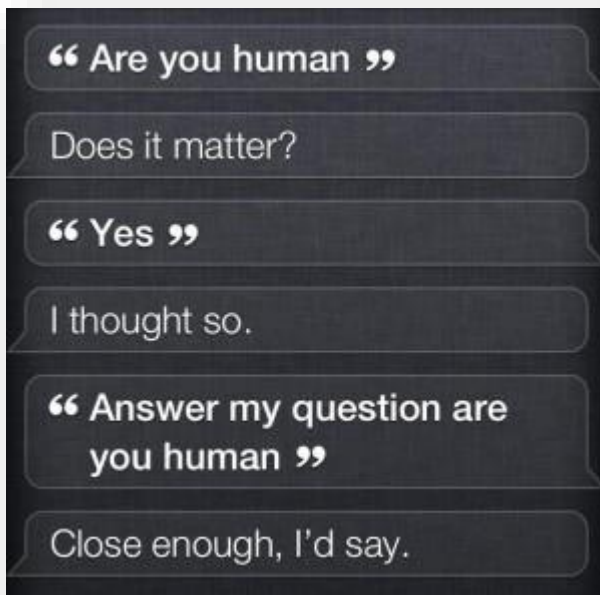 “ Are you human ”
Does it matter?
“ Yes ”
I thought so.
“ Answer my question are
you human ”
Close enough, I’d say.